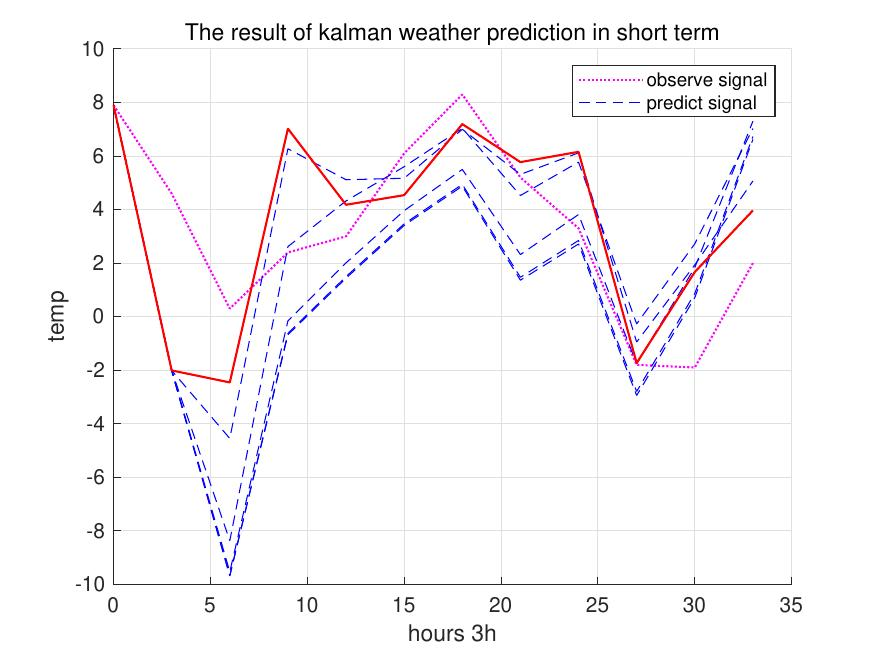 The result of kalman weather prediction in short term
observe signal
predict signal
10
8
6
4
2
0
-2
-4
-6
-8
-10
temp
0 5 10 15 20 25 30 35
hours 3h